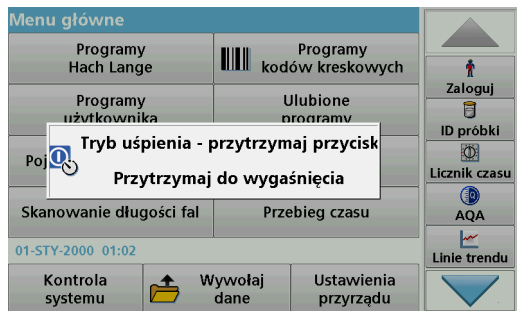 Menu główne
Programy
Hach Lange
Programy
kodów kreskowych
Programy
użytkownika
Ulubione
programy
Poj
Tryb uśpienia - przytrzymaj przycisk
Przytrzymaj do wygaśnięcia
Skanowanie długości fal
Przebieg czasu
01-STY-2000 01:02
Kontrola
systemu
Wywołaj
dane
Ustawienia
przyrządu
Zaloguj
ID próbki
Licznik czasu
AQA
Linie trendu